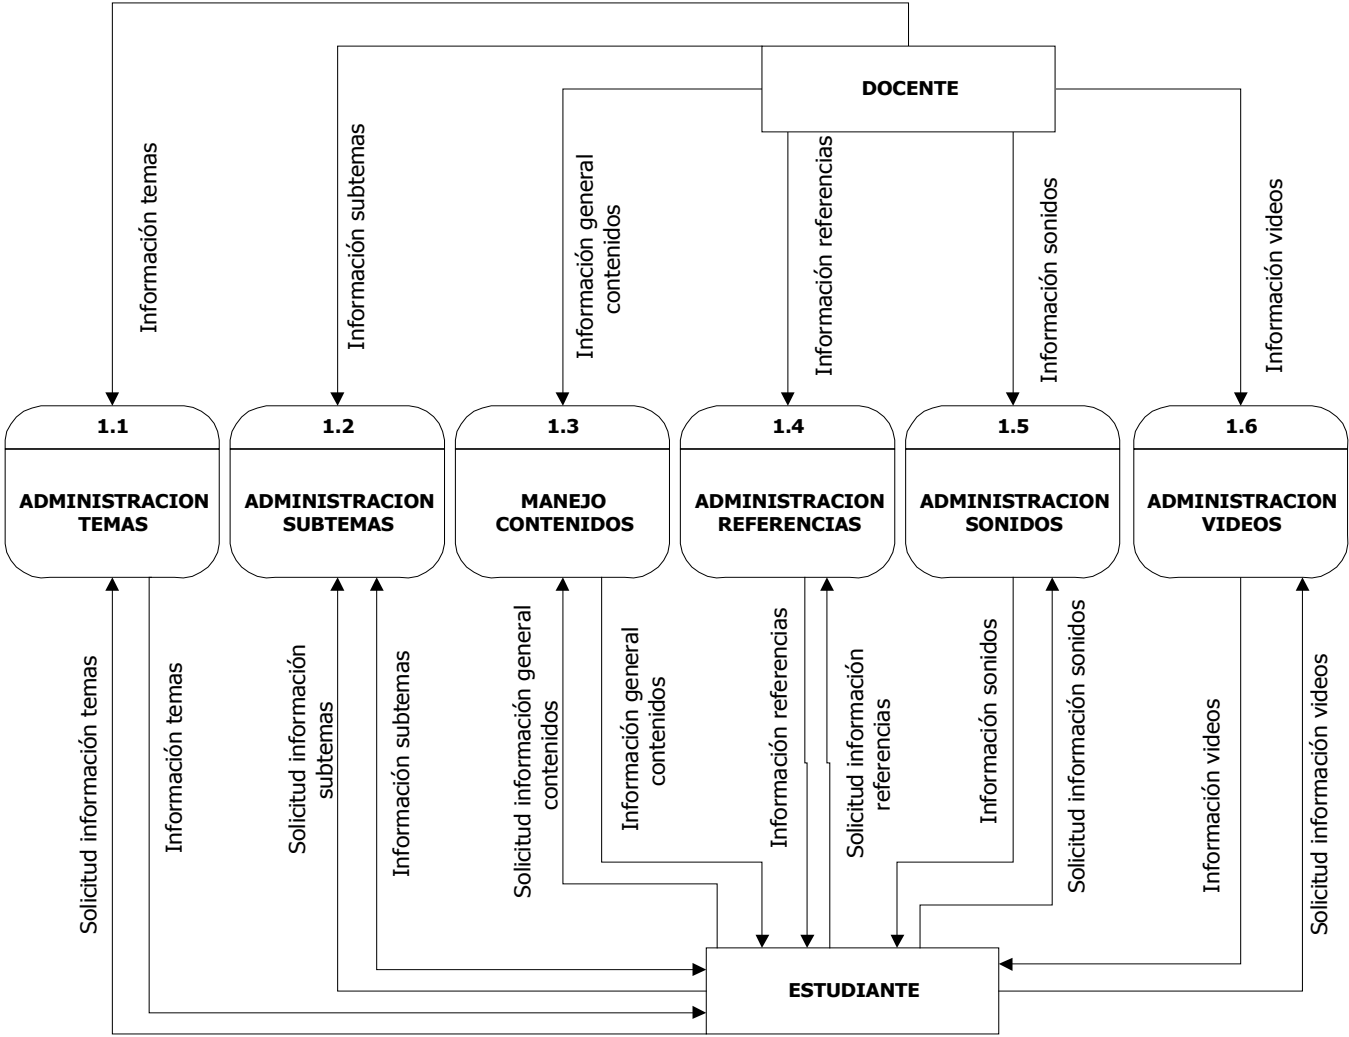 DOCENTE
Información temas
Información subtemas
Información general
contenidos
Información referencias
Información sonidos
Información videos
1.1
ADMINISTRACION
TEMAS
1.2
ADMINISTRACION
SUBTEMAS
1.3
MANEJO
CONTENIDOS
1.4
ADMINISTRACION
REFERENCIAS
1.5
ADMINISTRACION
SONIDOS
1.6
ADMINISTRACION
VIDEOS
Solicitud información temas
Información temas
Solicitud información
subtemas
Información subtemas
Solicitud información general
contenidos
Información general
contenidos
Información referencias
Solicitud información
referencias
Información sonidos
Solicitud información sonidos
Información videos
Solicitud información videos
ESTUDIANTE